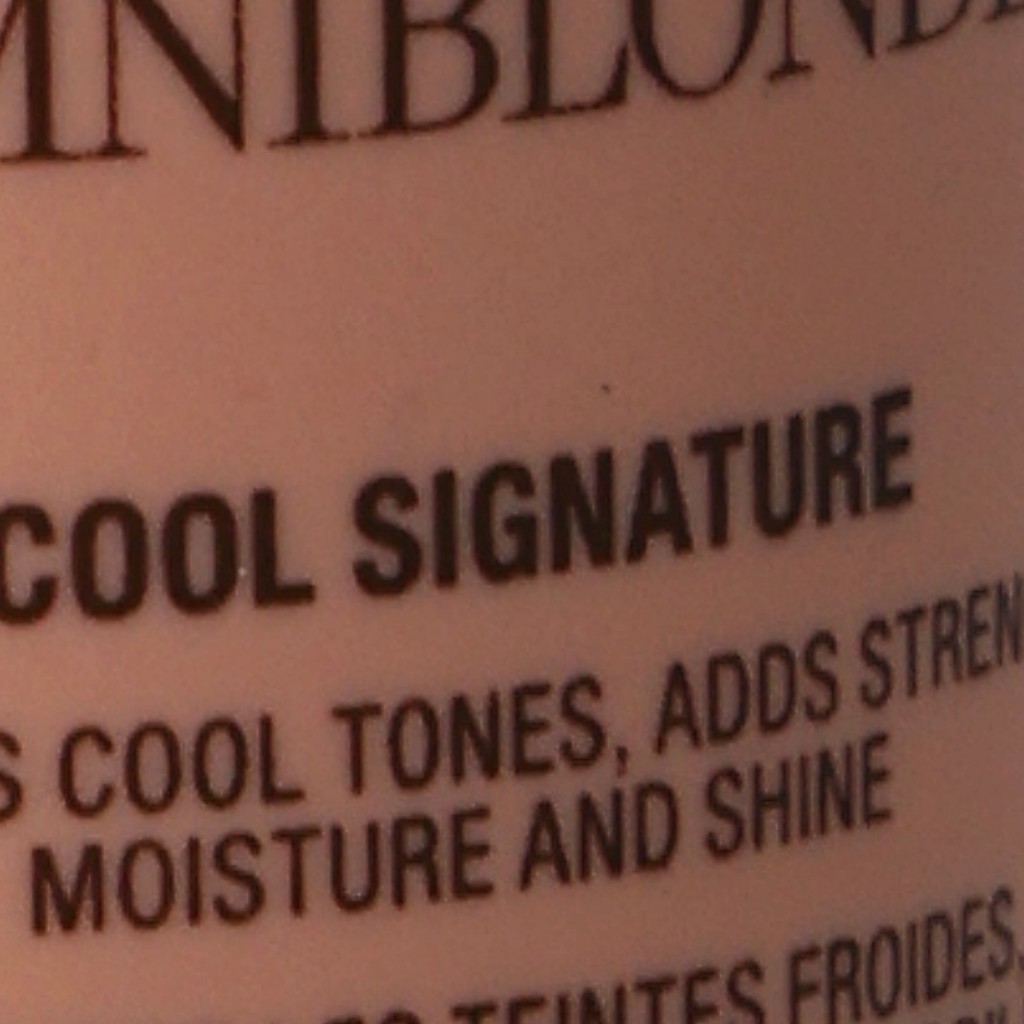 MNIBLOND
COOL SIGNATURE
S COOL TONES, ADDS STREN
MOISTURE AND SHINE
TEINTES FROIDES,